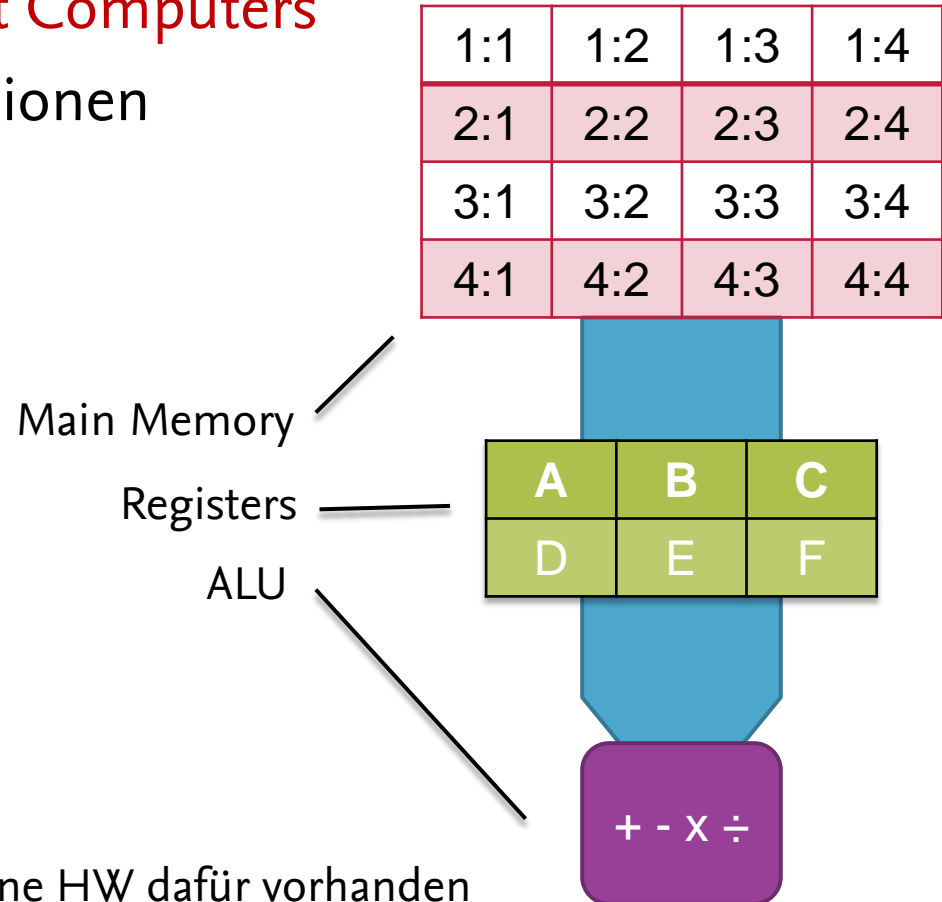 t Computers
ionen
1:1 1:2 1:3 1:4
2:1 2:2 2:3 2:4
3:1 3:2 3:3 3:4
4:1 4:2 4:3 4:4
Main Memory
Registers
ALU
A B C
D E F
+ - x ÷
ne HW dafür vorhanden